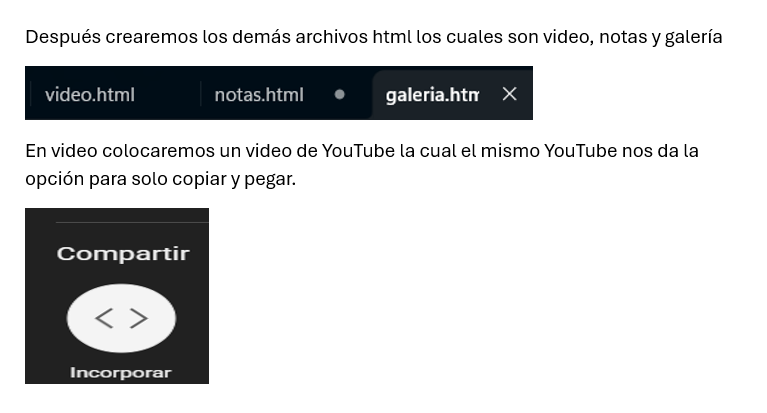 Después crearemos los demás archivos html los cuales son video, notas y galería
video.html notas.html galeria.htm
En video colocaremos un video de YouTube la cual el mismo YouTube nos da la
opción para solo copiar y pegar.
Compartir
< >
Incorporar